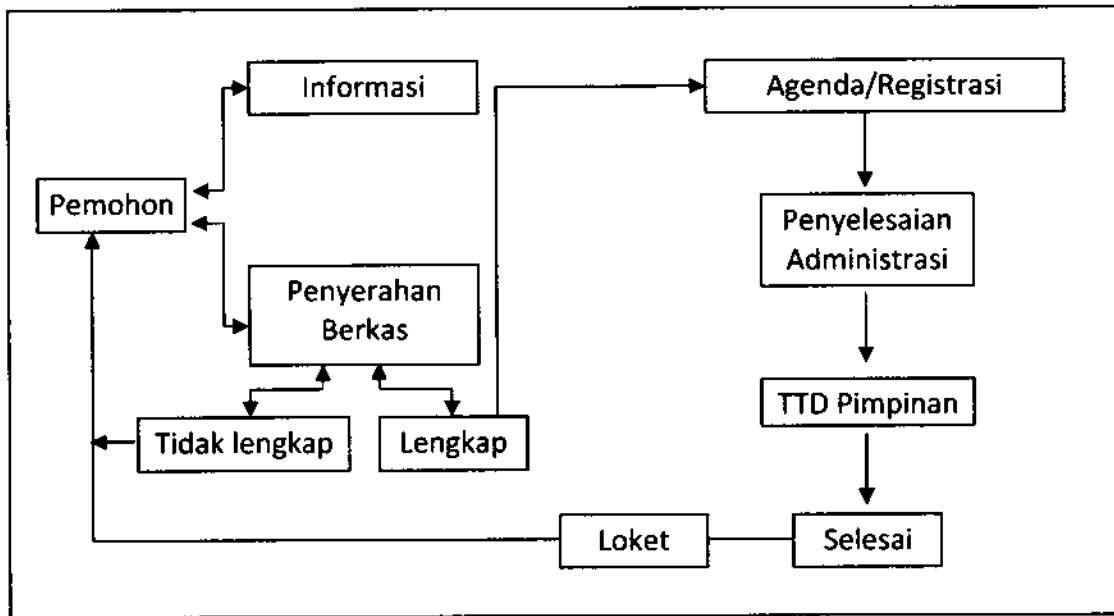 Informasi
Agenda/Registrasi
Pemohon
Penyelesaian
Administrasi
Penyerahan
Berkas
TTD Pimpinan
Tidak lengkap
Lengkap
Loket
Selesai